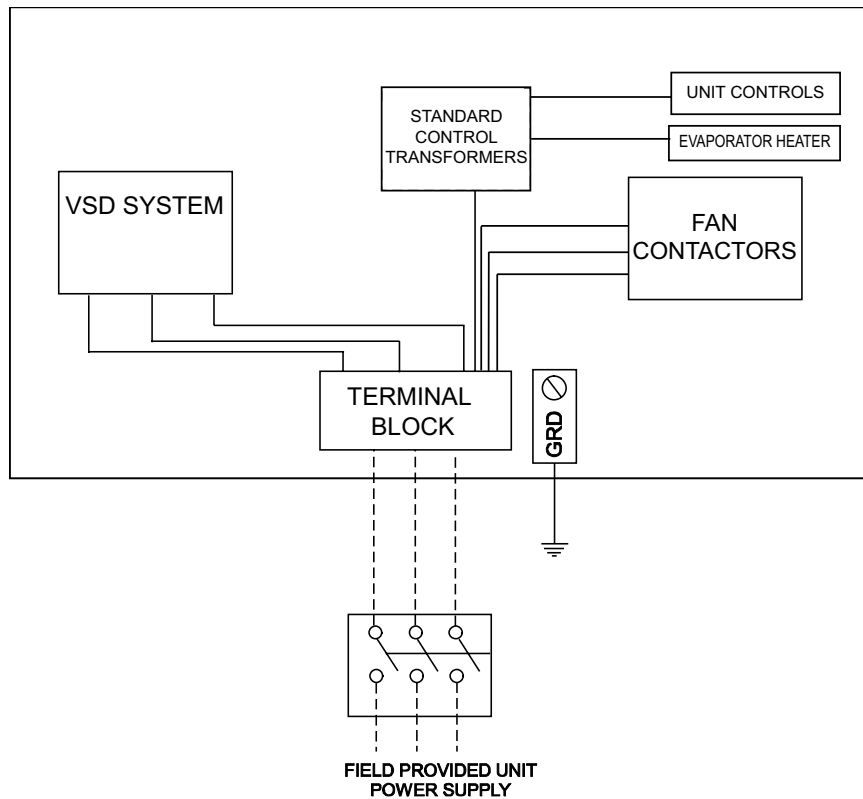 UNIT CONTROLS
STANDARD
CONTROL
TRANSFORMERS
EVAPORATOR HEATER
VSD SYSTEM
FAN
CONTACTORS
TERMINAL
BLOCK
GRD
FIELD PROVIDED UNIT
POWER SUPPLY